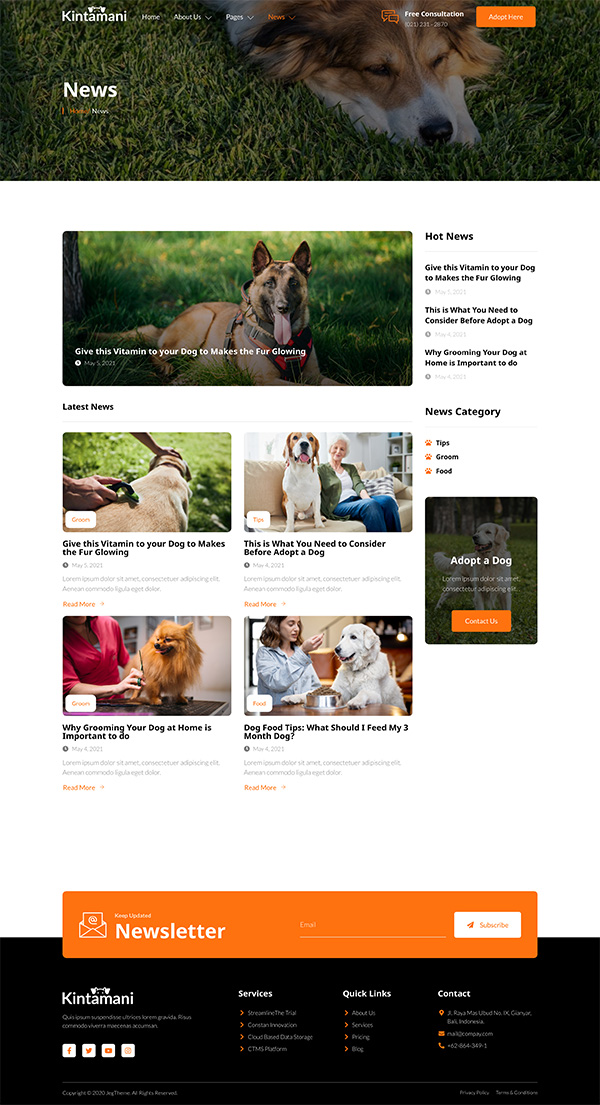 Kintamani
Home
About Us
Pages
News
Free Consultation
(021) 231 - 2870
Adopt Here
News
Home / News
Give this Vitamin to your Dog to Makes the Fur Glowing
May 5, 2021
Hot News
Give this Vitamin to your Dog
to Makes the Fur Glowing
May 5, 2021
This is What You Need to
Consider Before Adopt a Dog
May 4, 2021
Why Grooming Your Dog at
Home is Important to do
May 4, 2021
News Category
Tips
Groom
Food
Adopt a Dog
Lorem ipsum dolor sit amet,
consectetur adipiscing elit.
Contact Us
Latest News
Groom
Give this Vitamin to your Dog to Makes
the Fur Glowing
May 5, 2021
Lorem ipsum dolor sit amet, consectetuer adipiscing elit.
Aenean commodo ligula eget dolor.
Read More
Tips
This is What You Need to Consider
Before Adopt a Dog
May 4, 2021
Lorem ipsum dolor sit amet, consectetuer adipiscing elit.
Aenean commodo ligula eget dolor.
Read More
Groom
Why Grooming Your Dog at Home is
Important to do
May 4, 2021
Lorem ipsum dolor sit amet, consectetuer adipiscing elit.
Aenean commodo ligula eget dolor.
Read More
Food
Dog Food Tips: What Should I Feed My 3
Month Dog?
May 4, 2021
Lorem ipsum dolor sit amet, consectetuer adipiscing elit.
Aenean commodo ligula eget dolor.
Read More
Keep Updated
Newsletter
Email
Subscribe
Kintamani
Quis ipsum suspendisse ultrices lorem gravida. Risus
commodo viverra maecenas accumsan.
Services
StreamlineThe Trial
Constan Innovation
Cloud Based Data Storage
CTMS Platform
Quick Links
About Us
Services
Pricing
Blog
Contact
Jl. Raya Mas Ubud No. IX, Gianyar,
Bali, Indonesia.
mail@compay.com
+62-864-349-1
Copyright © 2020 JegTheme. All Rights Reserved.
Privacy Policy
Terms & Conditions